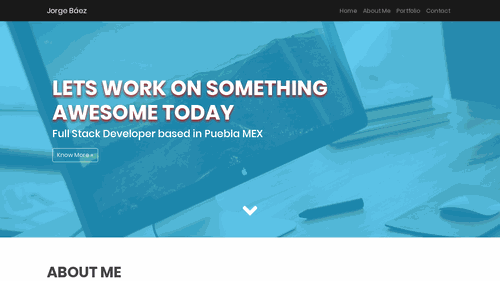 Jorge Báez
Home About Me Portfolio Contact
LETS WORK ON SOMETHING
AWESOME TODAY
Full Stack Developer based in Puebla MEX
Know More »
ABOUT ME